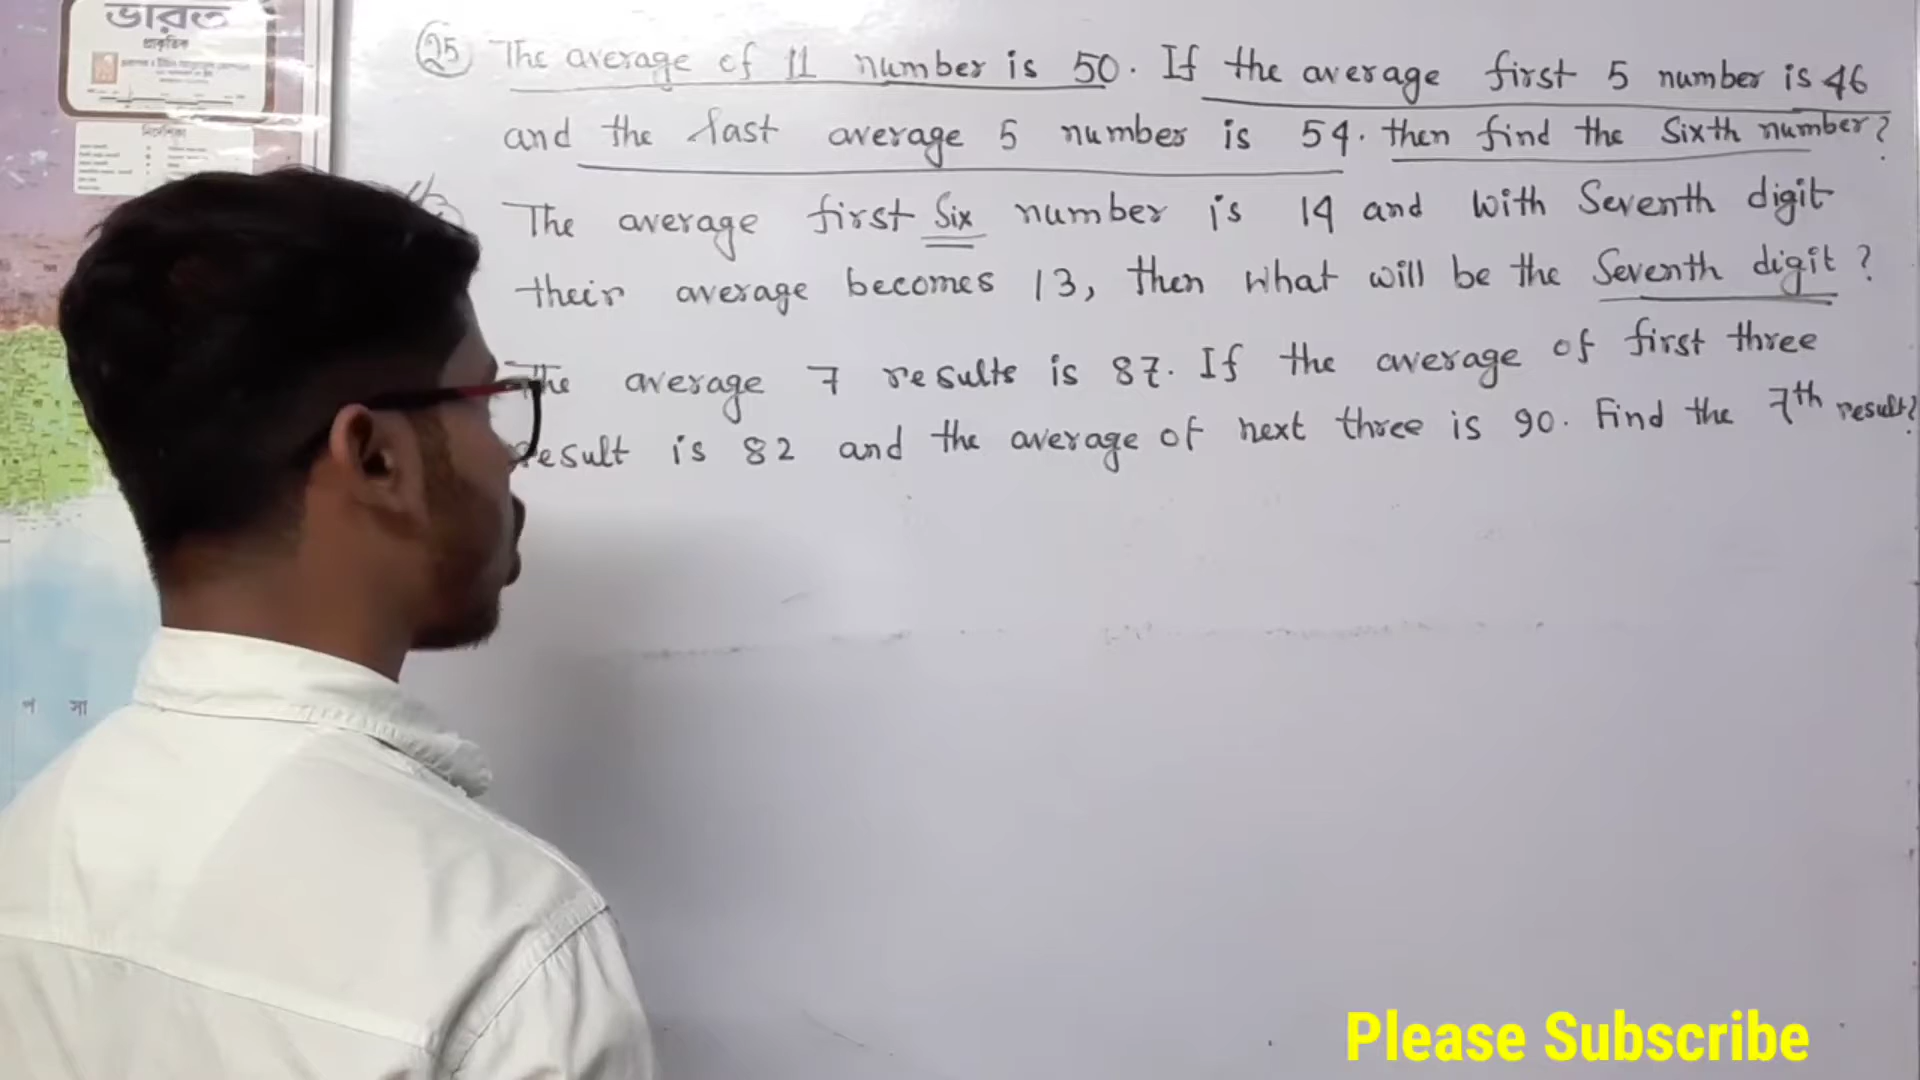 ভারত
প্রাকৃতিক
নির্দেশিকা
প সা
25 The average of 11 number is 50. If the average first 5 number is 46
and the last average 5 number is 54. then find the Sixth number?
The average first Six number is 14 and with Seventh digit
their average becomes 13, then what will be the Seventh digit?
The average 7 results is 87. If the average of first three
result is 82 and the average of next three is 90. Find the 7th result?
Please Subscribe